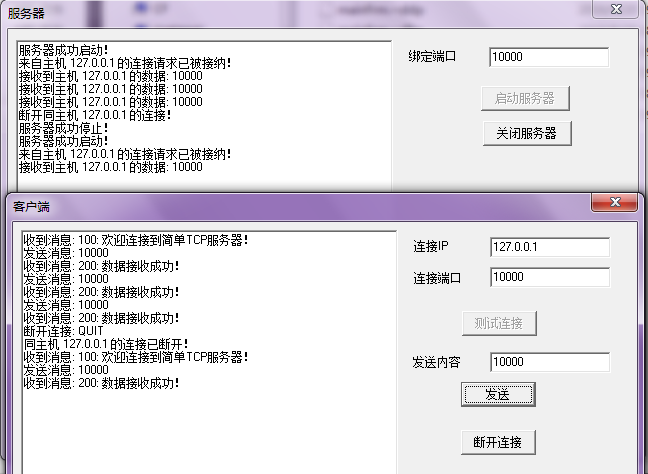 服务器
服务器成功启动!
来自主机 127.0.0.1 的连接请求已被接纳!
接收到主机 127.0.0.1 的数据: 10000
接收到主机 127.0.0.1 的数据: 10000
接收到主机 127.0.0.1 的数据: 10000
断开同主机 127.0.0.1 的连接!
服务器成功停止!
服务器成功启动!
来自主机 127.0.0.1 的连接请求已被接纳!
接收到主机 127.0.0.1 的数据: 10000
绑定端口
10000
启动服务器
关闭服务器
客户端
收到消息: 100: 欢迎连接到简单TCP服务器!
发送消息: 10000
收到消息: 200: 数据接收成功!
发送消息: 10000
收到消息: 200: 数据接收成功!
发送消息: 10000
收到消息: 200: 数据接收成功!
断开连接: QUIT
同主机 127.0.0.1 的连接已断开!
收到消息: 100: 欢迎连接到简单TCP服务器!
发送消息: 10000
收到消息: 200: 数据接收成功!
连接IP
127.0.0.1
连接端口
10000
测试连接
发送内容
10000
发送
断开连接